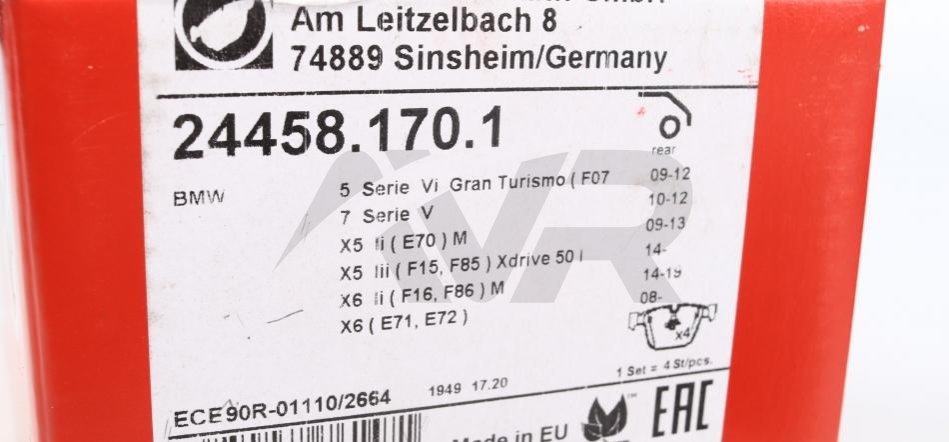 Am Leitzelbach 8
74889 Sinsheim/Germany
24458.170.1
rear
BMW
5 Serie Vi Gran Turismo ( F07 09-12
7 Serie V 10-12
X5 Ii ( E70 ) M 09-13
X5 Iii ( F15, F85 ) Xdrive 50 i 14-
X6 Ii ( F16, F86 ) M 14-19
X6 ( E71, E72 ) 08-
x4
1 Set = 4 St/pcs.
ECE90R-01110/2664 1949 17.20
Made in EU
™
EAC
VR